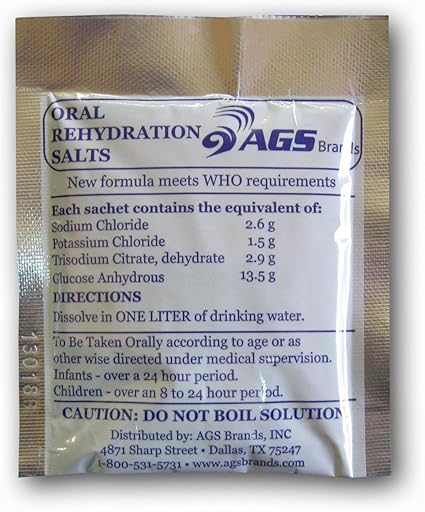 ORAL
REHYDRATION
SALTS
AGS Brands
New formula meets WHO requirements
Each sachet contains the equivalent of:
Sodium Chloride 2.6 g
Potassium Chloride 1.5 g
Trisodium Citrate, dehydrate 2.9 g
Glucose Anhydrous 13.5 g
DIRECTIONS
Dissolve in ONE LITER of drinking water.
To Be Taken Orally according to age or as
other wise directed under medical supervision.
Infants - over a 24 hour period.
Children - over an 8 to 24 hour period.
CAUTION: DO NOT BOIL SOLUTION
Distributed by: AGS Brands, INC
4871 Sharp Street • Dallas, TX 75247
1-800-531-5731 • www.agsbrands.com